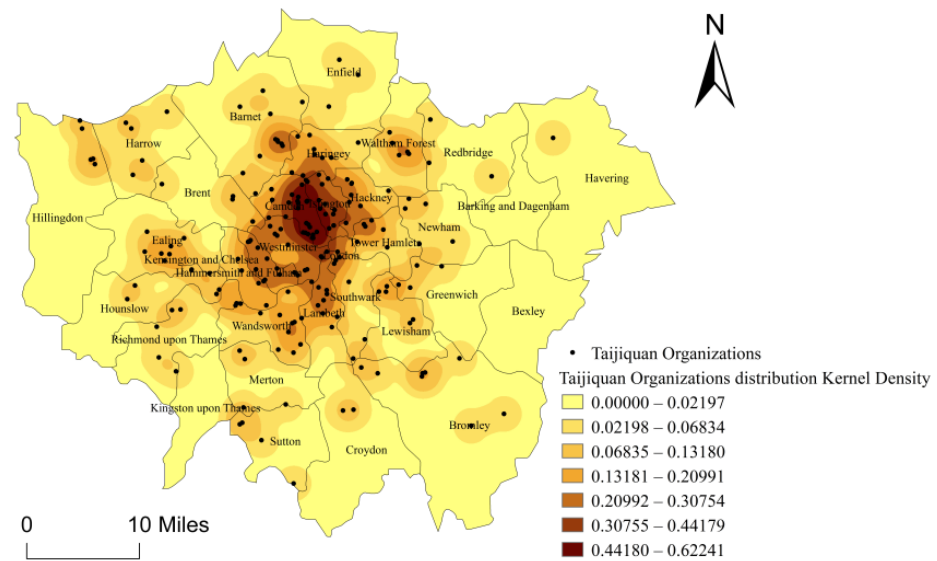 N
Enfield
Barnet
Harrow
Haringey
Waltham Forest
Redbridge
Havering
Brent
Camden
Islington
Hackney
Barking and Dagenham
Hillingdon
Newham
Ealing
Westminster
Tower Hamlets
London
Kensington and Chelsea
Hammersmith and Fulham
Southwark
Greenwich
Hounslow
Lambeth
Bexley
Wandsworth
Lewisham
Richmond upon Thames
Merton
Kingston upon Thames
Bromley
Sutton
Croydon
Taijiquan Organizations
Taijiquan Organizations distribution Kernel Density
0.00000 – 0.02197
0.02198 – 0.06834
0.06835 – 0.13180
0.13181 – 0.20991
0.20992 – 0.30754
0.30755 – 0.44179
0.44180 – 0.62241
0 10 Miles